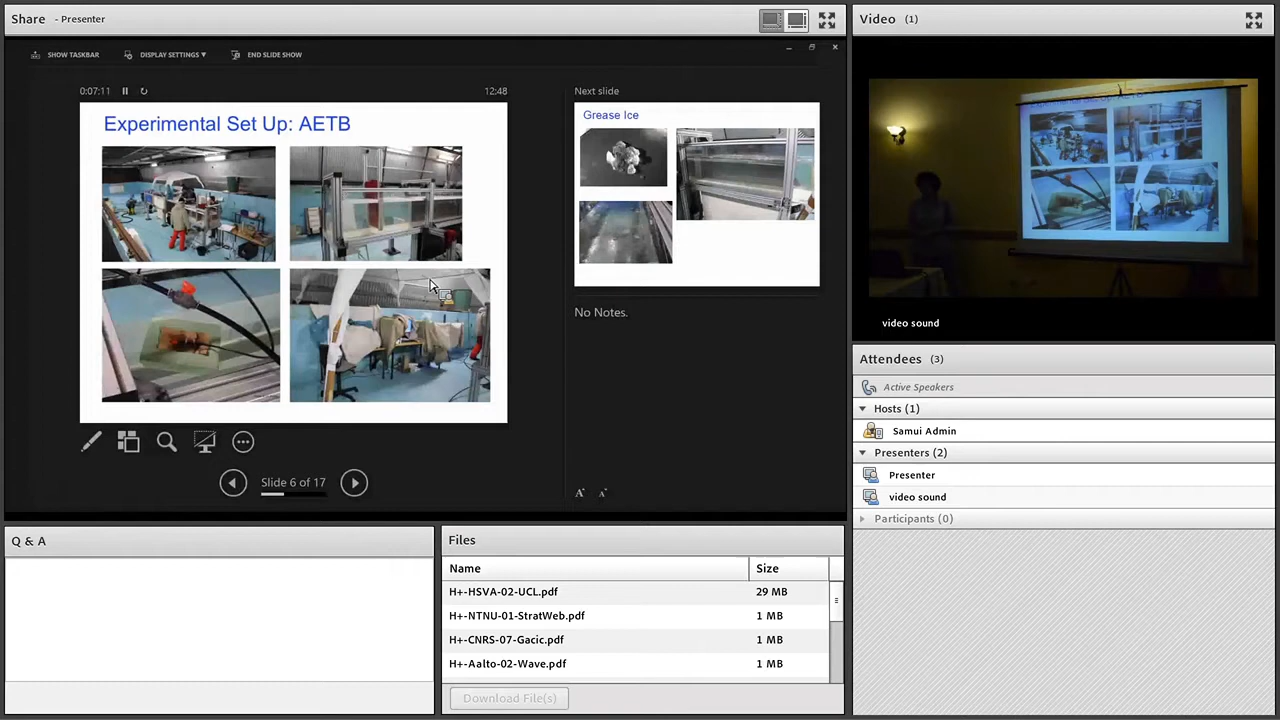 Share - Presenter
SHOW TASKBAR DISPLAY SETTINGS ▾ END SLIDE SHOW
0:07:11 12:48
Experimental Set Up: AETB
Next slide
Grease Ice
No Notes.
Slide 6 of 17
Video (1)
video sound
Attendees (3)
Active Speakers
Hosts (1)
Samui Admin
Presenters (2)
Presenter
video sound
Participants (0)
Q & A
Files
Name Size
H+-HSVA-02-UCL.pdf 29 MB
H+-NTNU-01-StratWeb.pdf 1 MB
H+-CNRS-07-Gacic.pdf 1 MB
H+-Aalto-02-Wave.pdf 1 MB
Download File(s)